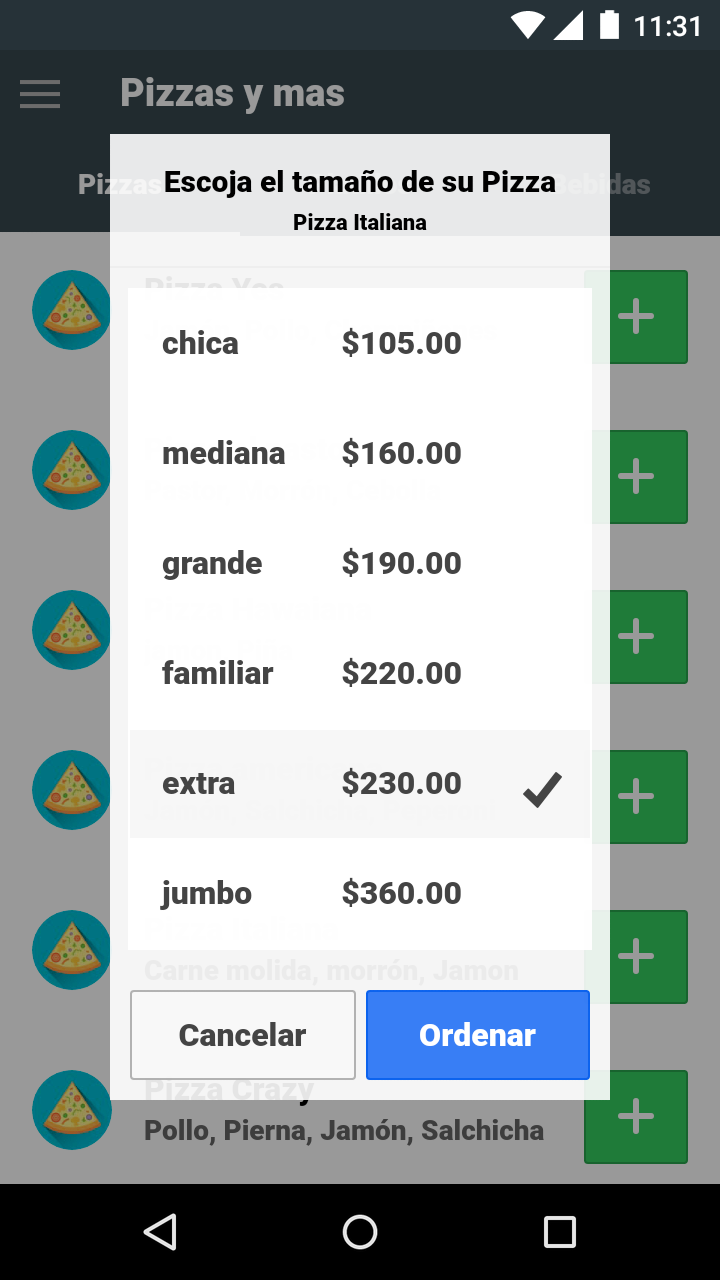 11:31
Pizzas y mas
Pizzas
Bebidas
Escoja el tamaño de su Pizza
Pizza Italiana
chica $105.00
mediana $160.00
grande $190.00
familiar $220.00
extra $230.00
jumbo $360.00
Carne molida, morrón, Jamon
Cancelar Ordenar
Pizza Crazy
Pollo, Pierna, Jamón, Salchicha